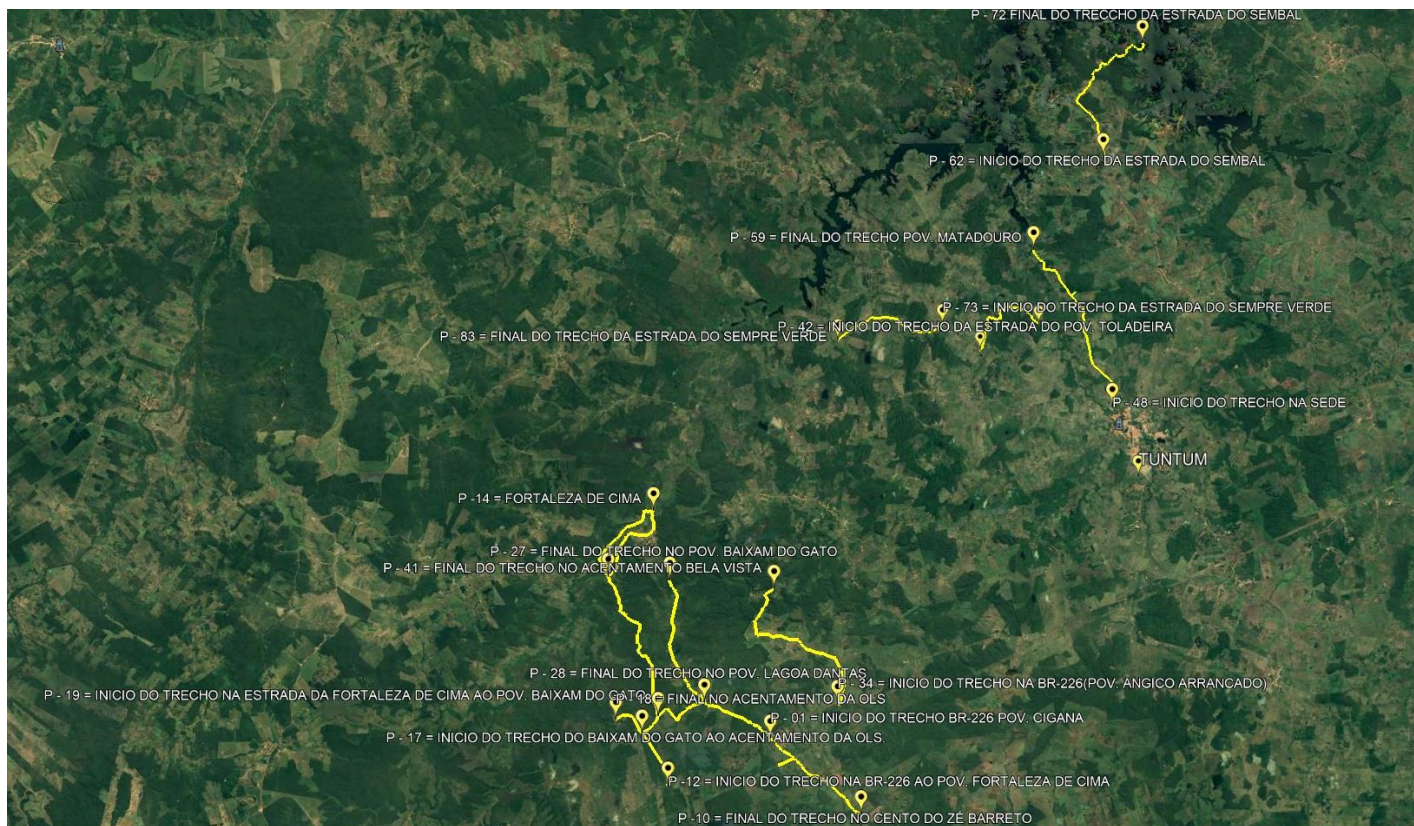 P - 72 FINAL DO TRECCHO DA ESTRADA DO SEMBAL
P - 62 = INICIO DO TRECHO DA ESTRADA DO SEMBAL
P - 59 = FINAL DO TRECHO POV. MATADOURO
P - 73 = INICIO DO TRECHO DA ESTRADA DO SEMPRE VERDE
P - 42 = INICIO DO TRECHO DA ESTRADA DO POV. TOLADEIRA
P - 83 = FINAL DO TRECHO DA ESTRADA DO SEMPRE VERDE
P - 48 = INICIO DO TRECHO NA SEDE
TUNTUM
P -14 = FORTALEZA DE CIMA
P - 27 = FINAL DO TRECHO NO POV. BAIXAM DO GATO
P - 41 = FINAL DO TRECHO NO ACENTAMENTO BELA VISTA
P - 28 = FINAL DO TRECHO NO POV. LAGOA DANTAS
P - 34 = INICIO DO TRECHO NA BR-226(POV. ANGICO ARRANCADO)
P - 19 = INICIO DO TRECHO NA ESTRADA DA FORTALEZA DE CIMA AO POV. BAIXAM DO GATO
P - 18 = FINAL NO ACENTAMENTO DA OLS
P - 01 = INICIO DO TRECHO BR-226 POV. CIGANA
P - 17 = INICIO DO TRECHO DO BAIXAM DO GATO AO ACENTAMENTO DA OLS.
P -12 = INICIO DO TRECHO NA BR-226 AO POV. FORTALEZA DE CIMA
P -10 = FINAL DO TRECHO NO CENTO DO ZÉ BARRETO